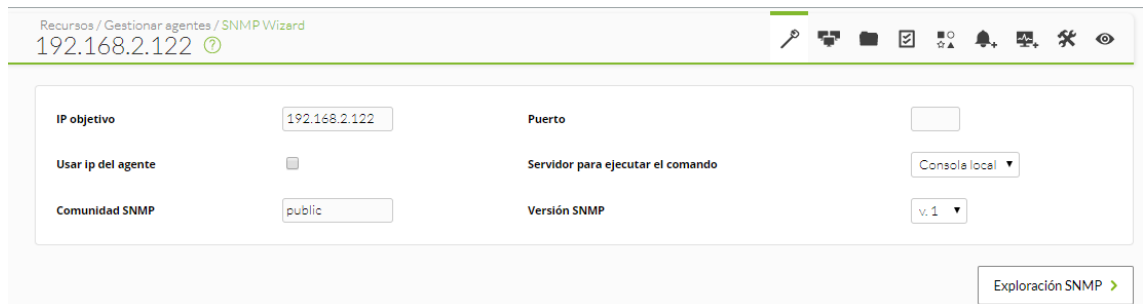 Recursos / Gestionar agentes / SNMP Wizard
192.168.2.122
IP objetivo 192.168.2.122 Puerto
Usar ip del agente Servidor para ejecutar el comando Consola local
Comunidad SNMP public Versión SNMP v. 1
Exploración SNMP